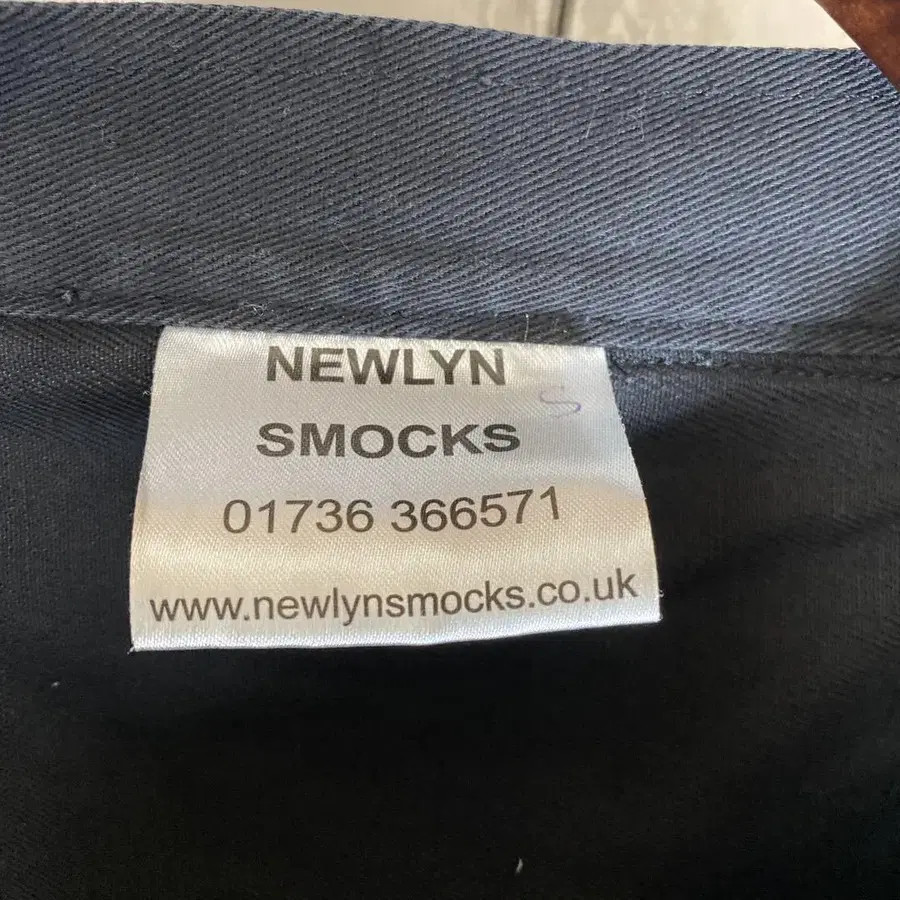 NEWLYN
S
SMOCKS
01736 366571
www.newlynsmocks.co.uk